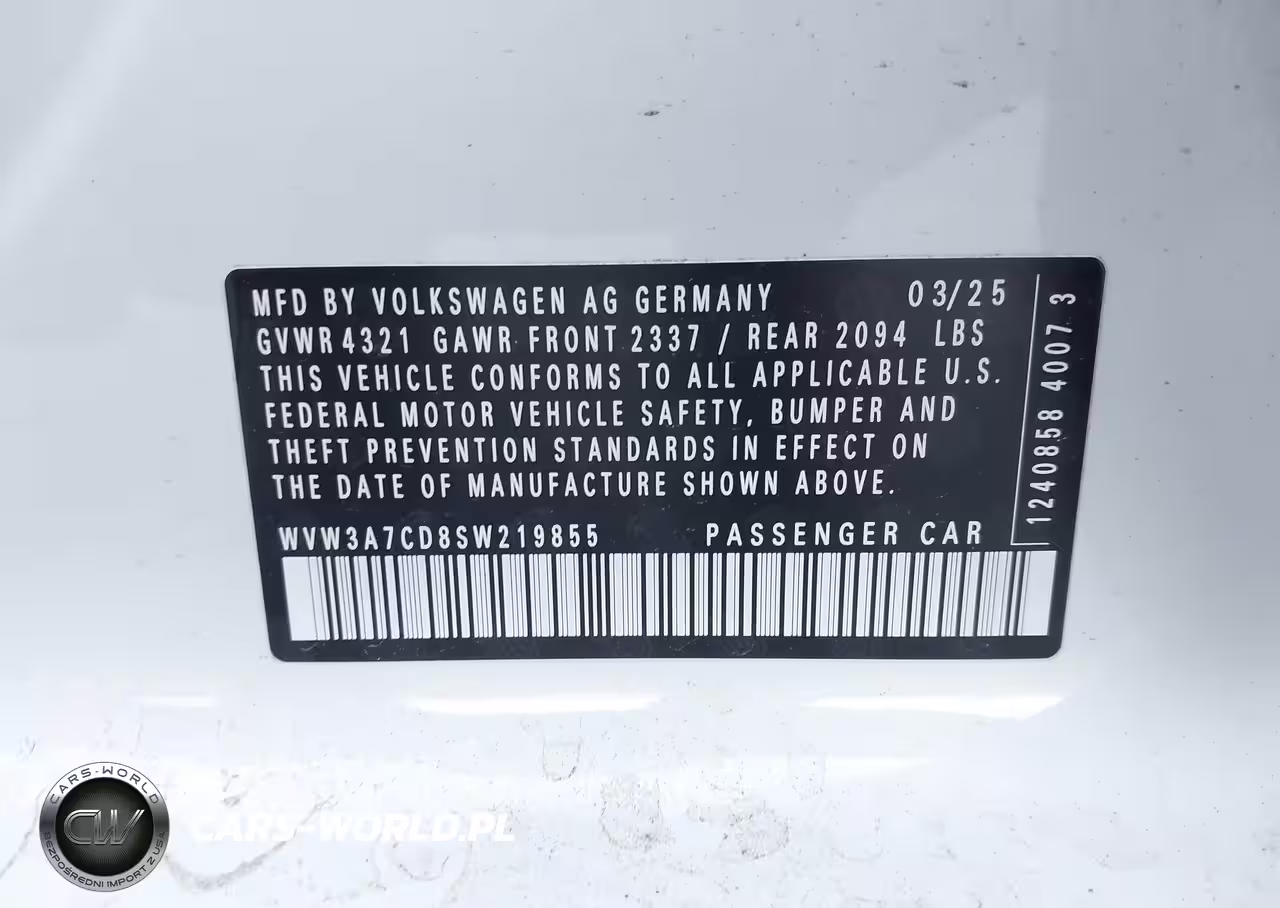 MFD BY VOLKSWAGEN AG GERMANY 03/25
GVWR 4321 GAWR FRONT 2337 / REAR 2094 LBS
THIS VEHICLE CONFORMS TO ALL APPLICABLE U.S.
FEDERAL MOTOR VEHICLE SAFETY, BUMPER AND
THEFT PREVENTION STANDARDS IN EFFECT ON
THE DATE OF MANUFACTURE SHOWN ABOVE.
WVW3A7CD8SW219855 PASSENGER CAR
1240858 4007 3
CARS-WORLD
CW
BEZPOŚREDNI IMPORT Z USA
CARS-WORLD.PL